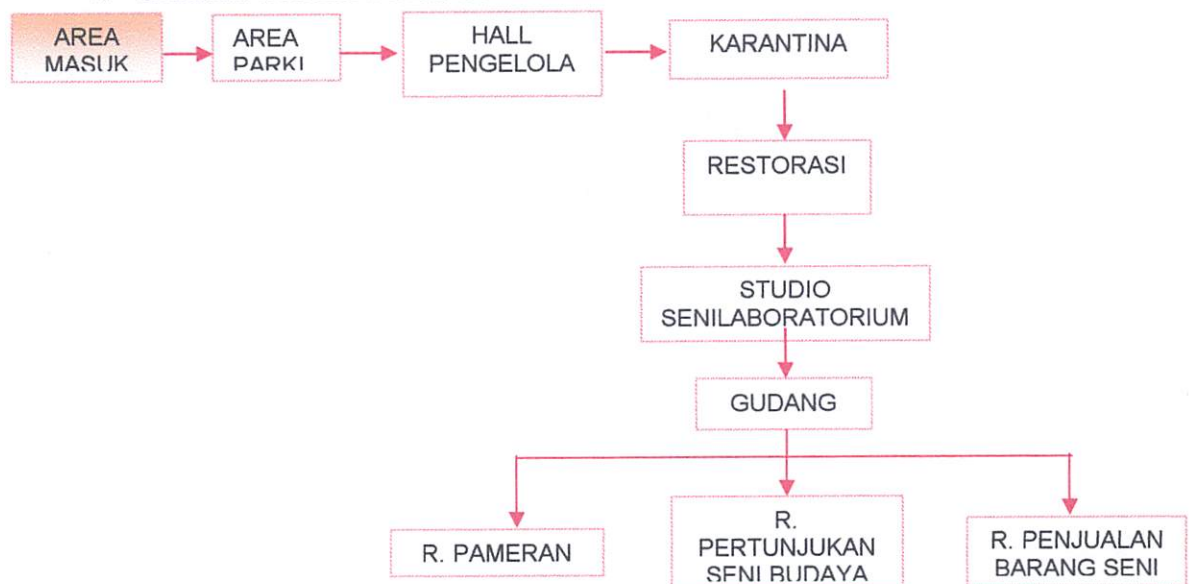 AREA
MASUK
AREA
PARKI
HALL
PENGELOLA
KARANTINA
RESTORASI
STUDIO
SENILABORATORIUM
GUDANG
R. PAMERAN
R.
PERTUNJUKAN
SENI BUDAYA
R. PENJUALAN
BARANG SENI